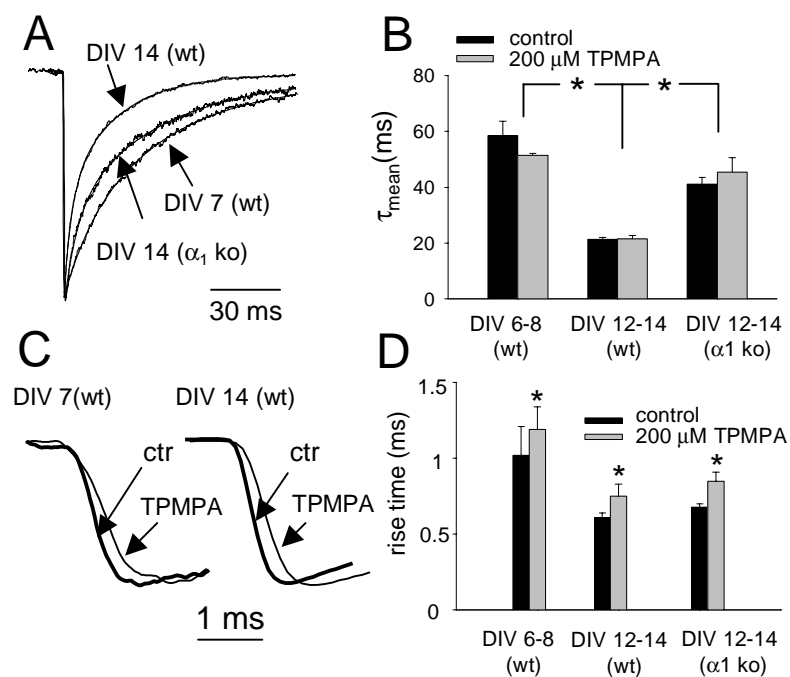 A
DIV 14 (wt)
DIV 7 (wt)
DIV 14 (α1 ko)
30 ms
B
control
200 μM TPMPA
80
60
40
20
0
τmean(ms)
*
*
DIV 6-8
(wt)
DIV 12-14
(wt)
DIV 12-14
(α1 ko)
C
DIV 7(wt)
DIV 14 (wt)
ctr
TPMPA
ctr
TPMPA
1 ms
D
control
200 μM TPMPA
1.5
1
0.5
0
rise time (ms)
*
*
*
DIV 6-8
(wt)
DIV 12-14
(wt)
DIV 12-14
(α1 ko)